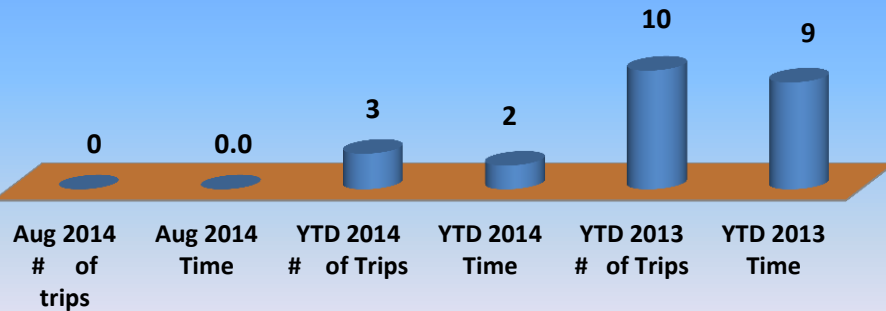 10
9
3
2
0
0.0
Aug 2014
# of
trips
Aug 2014
Time
YTD 2014
# of Trips
YTD 2014
Time
YTD 2013
# of Trips
YTD 2013
Time